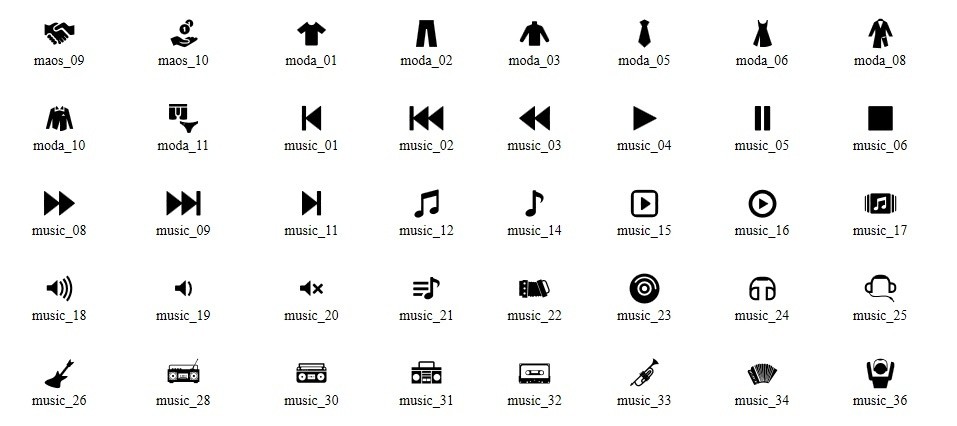 maos_09 maos_10 moda_01 moda_02 moda_03 moda_05 moda_06 moda_08
moda_10 moda_11 music_01 music_02 music_03 music_04 music_05 music_06
music_08 music_09 music_11 music_12 music_14 music_15 music_16 music_17
music_18 music_19 music_20 music_21 music_22 music_23 music_24 music_25
music_26 music_28 music_30 music_31 music_32 music_33 music_34 music_36